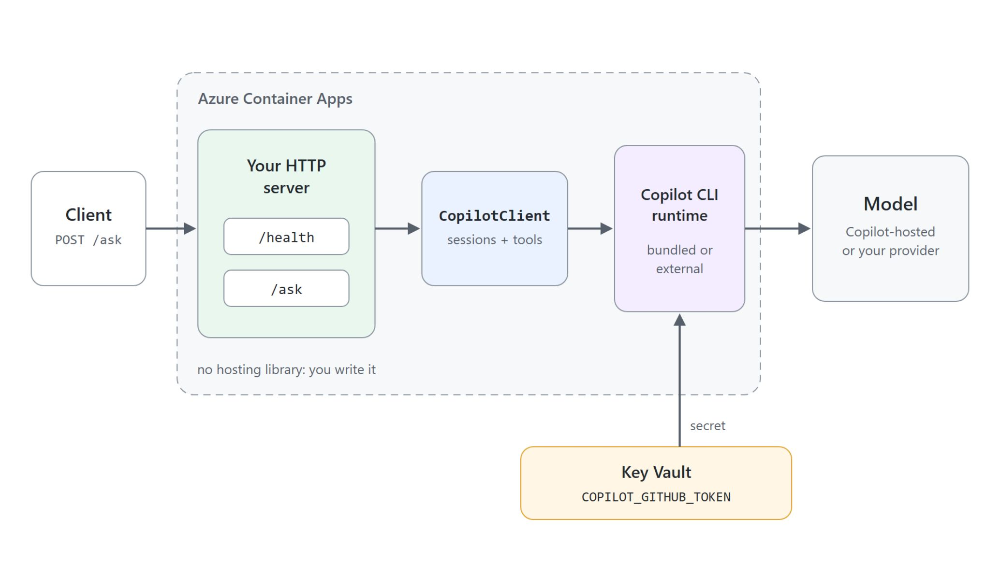 Azure Container Apps
Client
POST /ask
Your HTTP
server
/health
/ask
no hosting library: you write it
CopilotClient
sessions + tools
Copilot CLI
runtime
bundled or
external
Model
Copilot-hosted
or your provider
secret
Key Vault
COPILOT_GITHUB_TOKEN